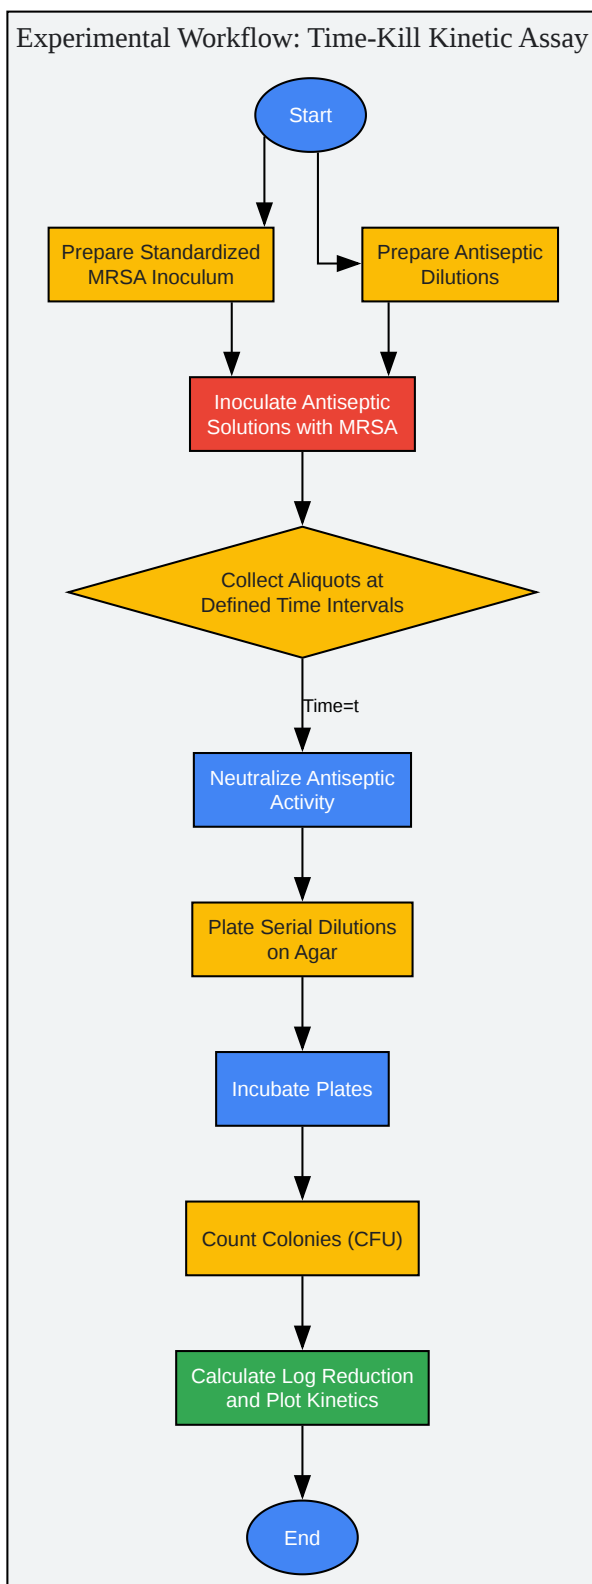 Experimental Workflow: Time-Kill Kinetic Assay
Start
Prepare Standardized
MRSA Inoculum
Prepare Antiseptic
Dilutions
Inoculate Antiseptic
Solutions with MRSA
Collect Aliquots at
Defined Time Intervals
Time=t
Neutralize Antiseptic
Activity
Plate Serial Dilutions
on Agar
Incubate Plates
Count Colonies (CFU)
Calculate Log Reduction
and Plot Kinetics
End